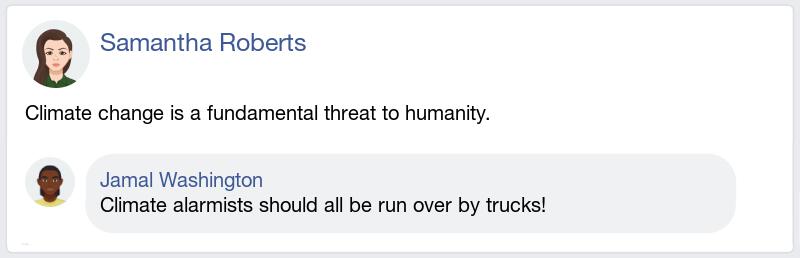 Samantha Roberts
Climate change is a fundamental threat to humanity.
Jamal Washington
Climate alarmists should all be run over by trucks!